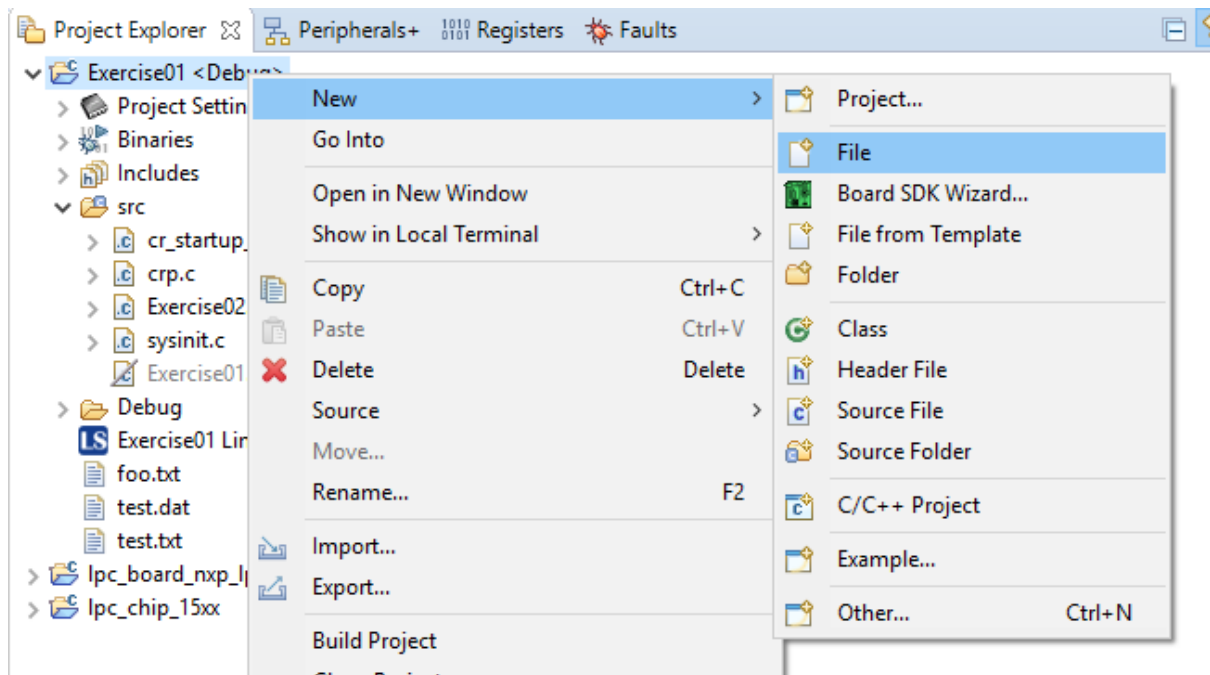 Project Explorer Peripherals+ Registers Faults
Exercise01 <Debug>
Project Settin
Binaries
Includes
src
cr_startup_
crp.c
Exercise02
sysinit.c
Exercise01
Debug
Exercise01 Lin
foo.txt
test.dat
test.txt
lpc_board_nxp_l
lpc_chip_15xx
New
Go Into
Open in New Window
Show in Local Terminal
Copy Ctrl+C
Paste Ctrl+V
Delete Delete
Source
Move...
Rename... F2
Import...
Export...
Build Project
Project...
File
Board SDK Wizard...
File from Template
Folder
Class
Header File
Source File
Source Folder
C/C++ Project
Example...
Other... Ctrl+N